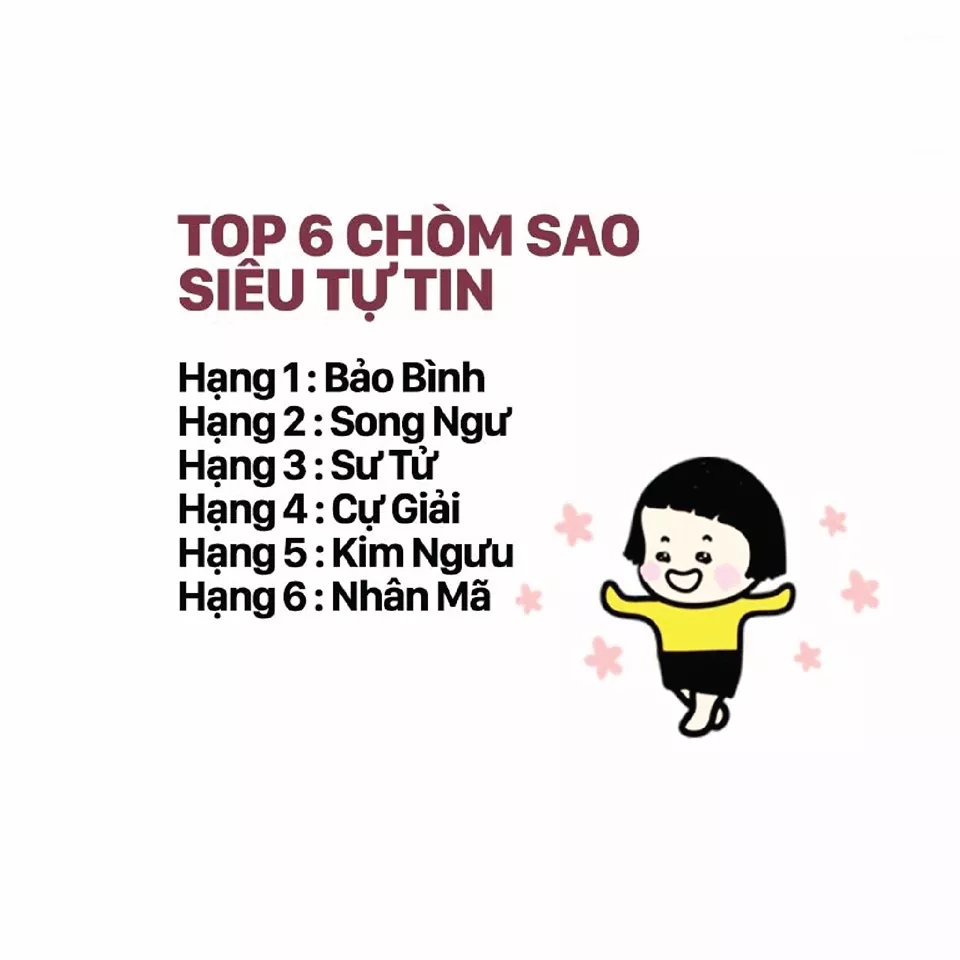 TOP 6 CHÒM SAO
SIÊU TỰ TIN
Hạng 1 : Bảo Bình
Hạng 2 : Song Ngư
Hạng 3 : Sư Tử
Hạng 4 : Cự Giải
Hạng 5 : Kim Ngưu
Hạng 6 : Nhân Mã